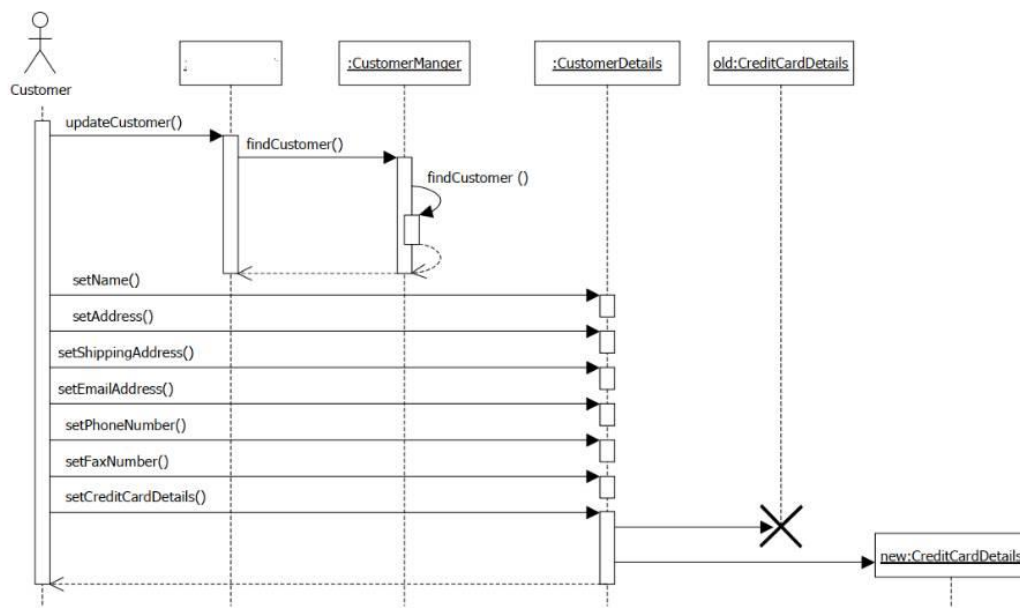 Customer
:CustomerManger
:CustomerDetails
old:CreditCardDetails
updateCustomer()
findCustomer()
findCustomer ()
setName()
setAddress()
setShippingAddress()
setEmailAddress()
setPhoneNumber()
setFaxNumber()
setCreditCardDetails()
new:CreditCardDetails